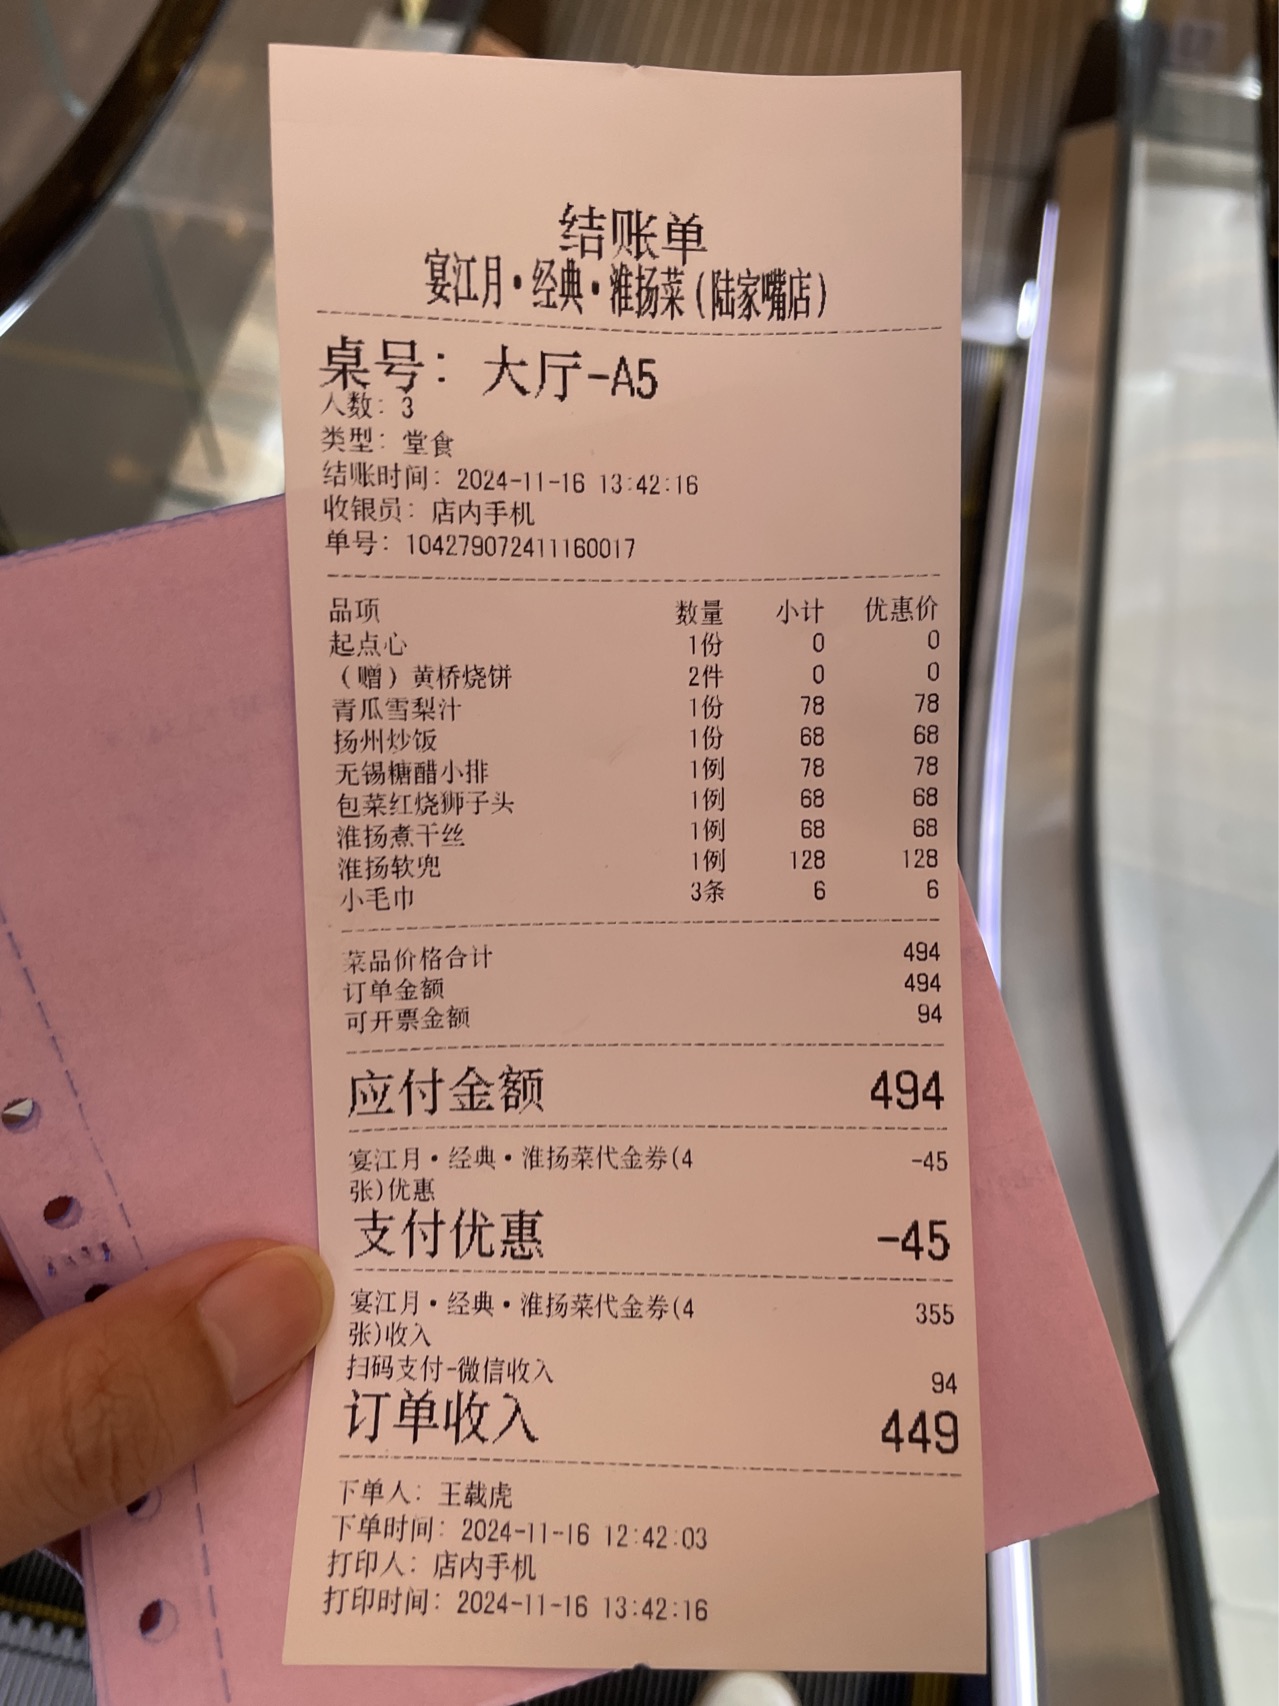 结账单
宴江月·经典·淮扬菜(陆家嘴店)
桌号: 大厅-A5
人数: 3
类型: 堂食
结账时间: 2024-11-16 13:42:16
收银员: 店内手机
单号: 104279072411160017
品项 数量 小计 优惠价
起点心 1份 0 0
(赠)黄桥烧饼 2件 0 0
青瓜雪梨汁 1份 78 78
扬州炒饭 1份 68 68
无锡糖醋小排 1例 78 78
包菜红烧狮子头 1例 68 68
淮扬煮干丝 1例 68 68
淮扬软兜 1例 128 128
小毛巾 3条 6 6
菜品价格合计 494
订单金额 494
可开票金额 94
应付金额 494
宴江月·经典·淮扬菜代金券(4 -45
张)优惠
支付优惠 -45
宴江月·经典·淮扬菜代金券(4 355
张)收入
扫码支付-微信收入 94
订单收入 449
下单人: 王载虎
下单时间: 2024-11-16 12:42:03
打印人: 店内手机
打印时间: 2024-11-16 13:42:16